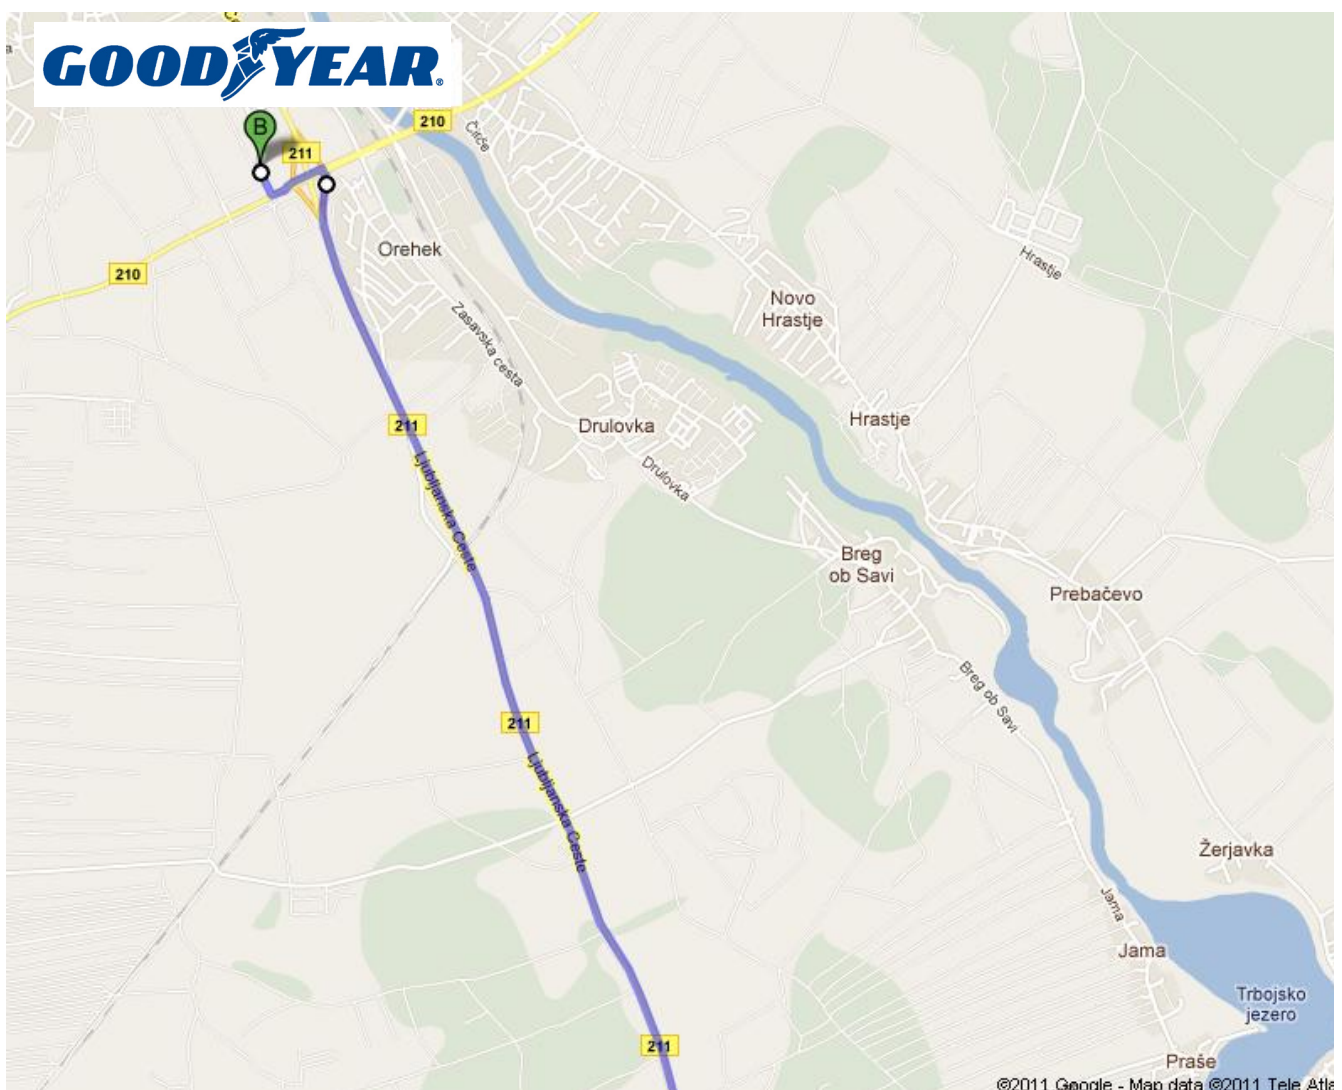 GOODYEAR
B
211
210
Čirče
Orehek
210
Hrastje
Novo
Hrastje
Zasavska cesta
211
Drulovka
Hrastje
Ljubljanska Ceste
Drulovka
Breg
ob Savi
Prebačevo
Breg ob Savi
211
Ljubljanska Ceste
Žerjavka
Jama
Jama
Trbojsko
jezero
211
Praše
©2011 Google - Map data ©2011 Tele Atla